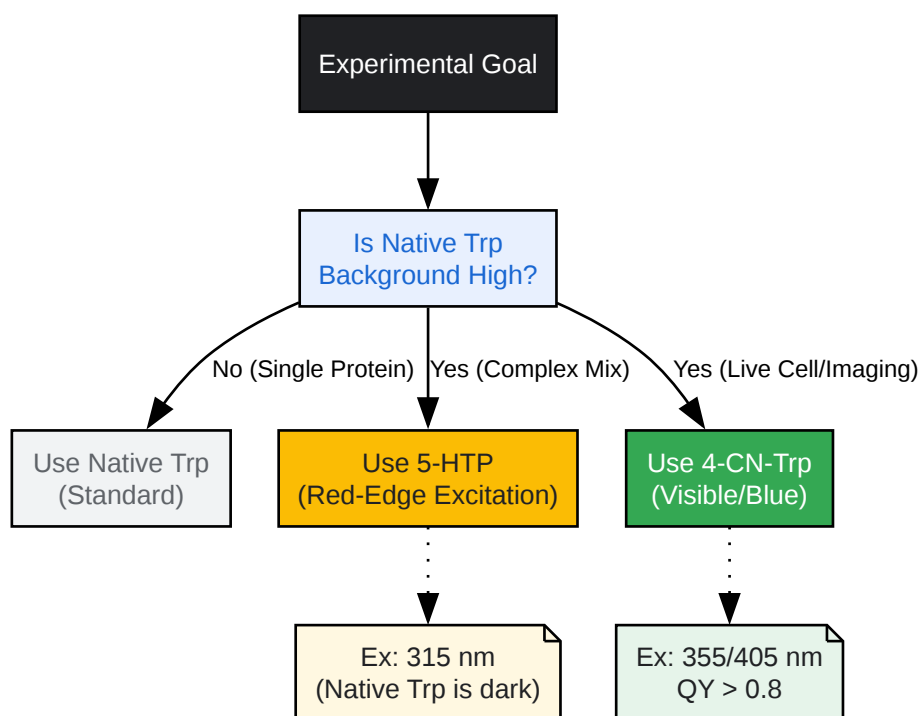 Experimental Goal
Is Native Trp
Background High?
No (Single Protein)
Yes (Complex Mix)
Yes (Live Cell/Imaging)
Use Native Trp
(Standard)
Use 5-HTP
(Red-Edge Excitation)
Use 4-CN-Trp
(Visible/Blue)
Ex: 315 nm
(Native Trp is dark)
Ex: 355/405 nm
QY > 0.8